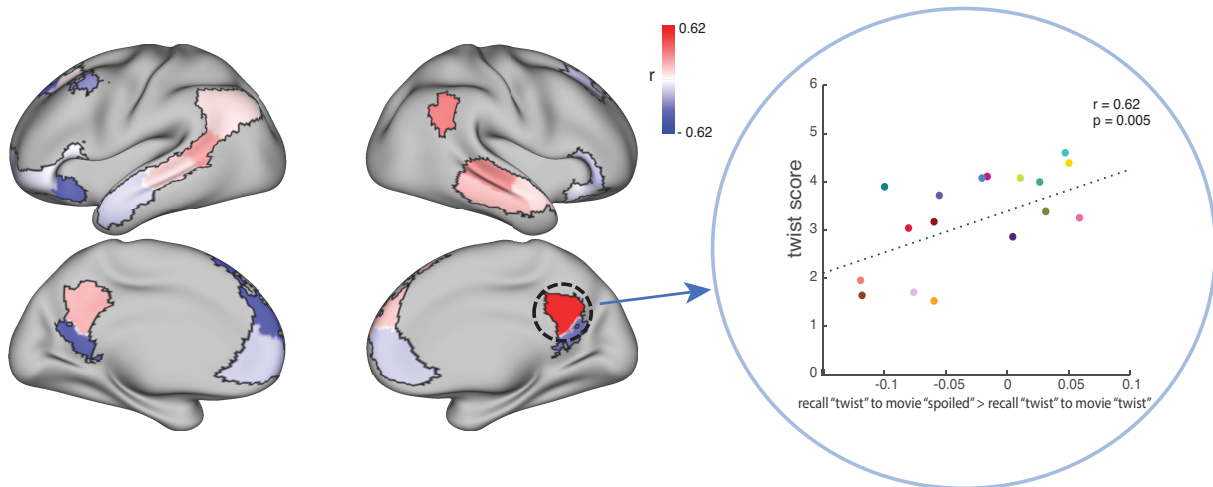 0.62
r
- 0.62
r = 0.62
p = 0.005
twist score
6
5
4
3
2
1
0
-0.1 -0.05 0 0.05 0.1
recall “twist” to movie “spoiled” > recall “twist” to movie “twist”